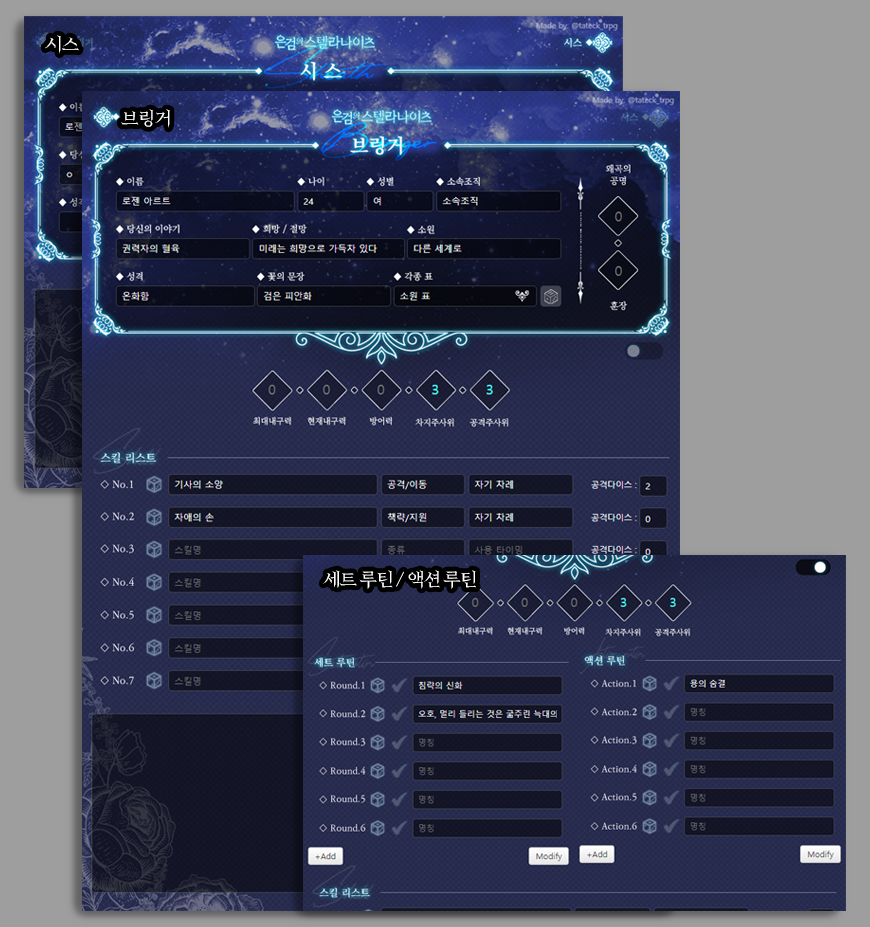 Made by. @tateck_trpg
시스
은검의 스텔라나이츠
시스
시스
Made by. @tateck_trpg
브링거
은검의 스텔라나이츠
시스
브링거
이름
나이
성별
소속조직
로젠 아르트
24
여
소속조직
당신의 이야기
희망 / 절망
소원
권력자의 혈육
미래는 희망으로 가득차 있다
다른 세계로
성격
꽃의 문장
각종 표
온화함
검은 피안화
소원 표
왜곡의
공명
0
0
훈장
0
0
0
3
3
최대내구력
현재내구력
방어력
차지주사위
공격주사위
스킬 리스트
No.1
기사의 소양
공격/이동
자기 차례
공격다이스 :
2
No.2
자애의 손
책략/지원
자기 차례
공격다이스 :
0
No.3
스킬명
종류
사용 타이밍
공격다이스 :
0
No.4
스킬명
No.5
스킬명
No.6
스킬명
No.7
스킬명
세트 루틴 / 액션 루틴
0
0
0
3
3
최대내구력
현재내구력
방어력
차지주사위
공격주사위
세트 루틴
Round.1
침략의 신화
Round.2
오호, 멀리 들리는 것은 굶주린 늑대의
Round.3
명칭
Round.4
명칭
Round.5
명칭
Round.6
명칭
+Add
Modify
액션 루틴
Action.1
용의 숨결
Action.2
명칭
Action.3
명칭
Action.4
명칭
Action.5
명칭
Action.6
명칭
+Add
Modify
스킬 리스트